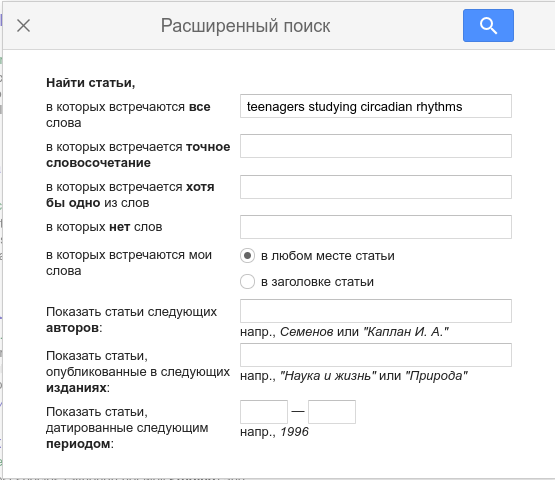 Расширенный поиск
Найти статьи,
в которых встречаются все
слова
teenagers studying circadian rhythms
в которых встречается точное
словосочетание
в которых встречается хотя
бы одно из слов
в которых нет слов
в которых встречаются мои
слова
в любом месте статьи
в заголовке статьи
Показать статьи следующих
авторов:
напр., Семенов или "Каплан И. А."
Показать статьи,
опубликованные в следующих
изданиях:
напр., "Наука и жизнь" или "Природа"
Показать статьи,
датированные следующим
периодом:
—
напр., 1996